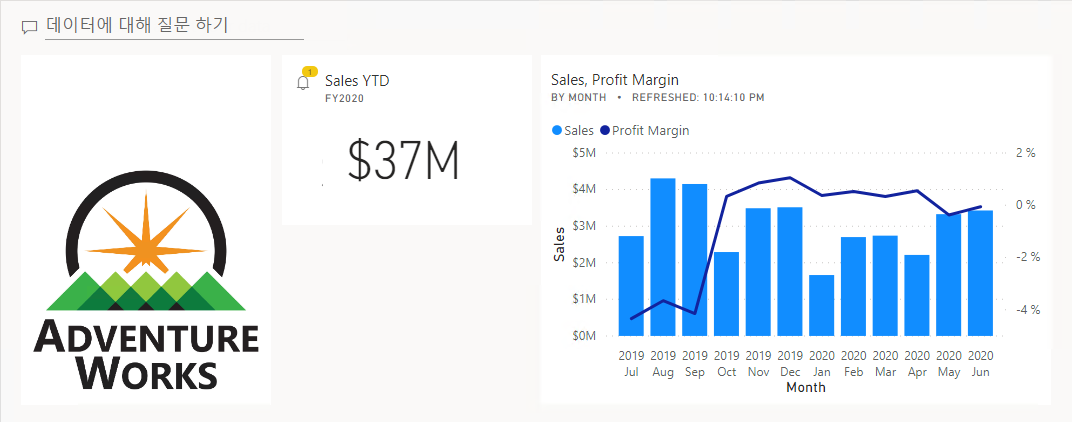 데이터에 대해 질문 하기
ADVENTURE
WORKS
1
Sales YTD
FY2020
$37M
Sales, Profit Margin
BY MONTH • REFRESHED: 10:14:10 PM
Sales Profit Margin
$5M
$4M
$3M
$2M
$1M
$0M
Sales
2 %
0 %
-2 %
-4 %
2019 2019 2019 2019 2019 2019 2020 2020 2020 2020 2020 2020
Jul Aug Sep Oct Nov Dec Jan Feb Mar Apr May Jun
Month